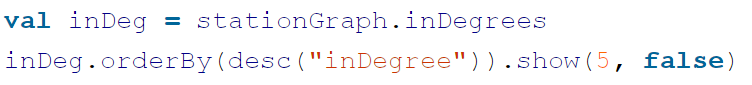 val inDeg = stationGraph.inDegrees
inDeg.orderBy(desc("inDegree")).show(5, false)